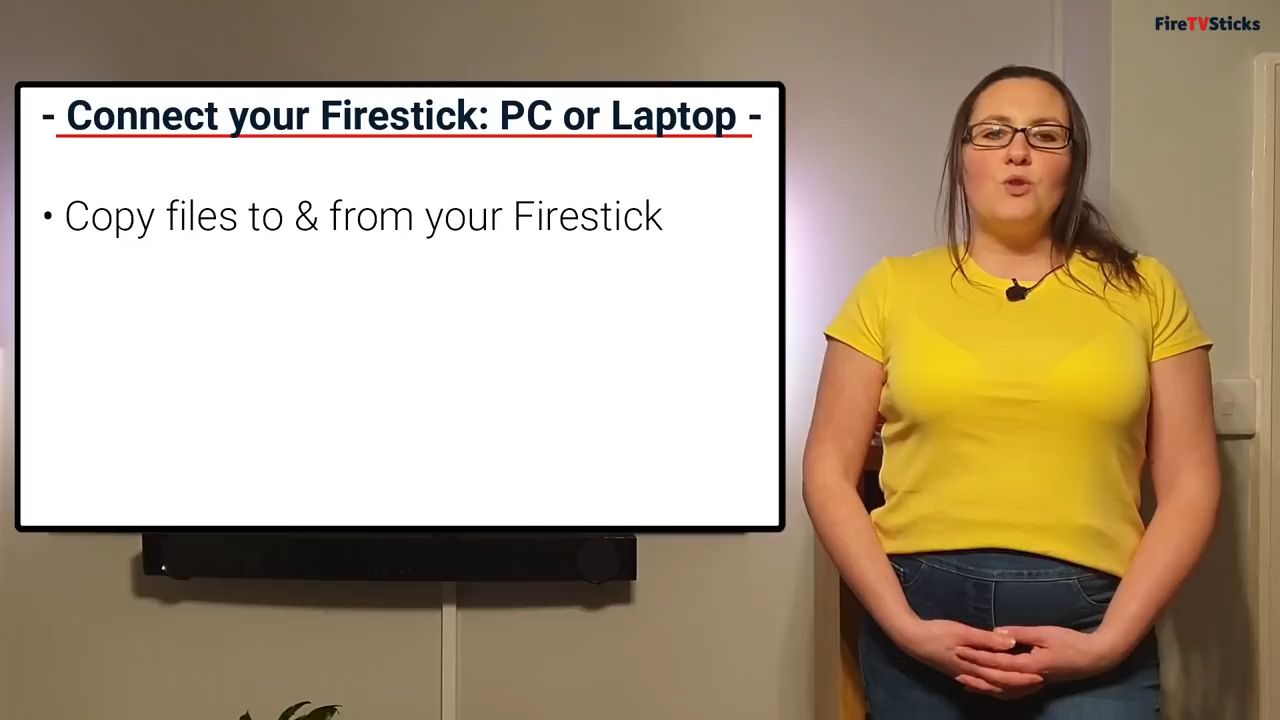 FireTVSticks
- Connect your Firestick: PC or Laptop -
• Copy files to & from your Firestick